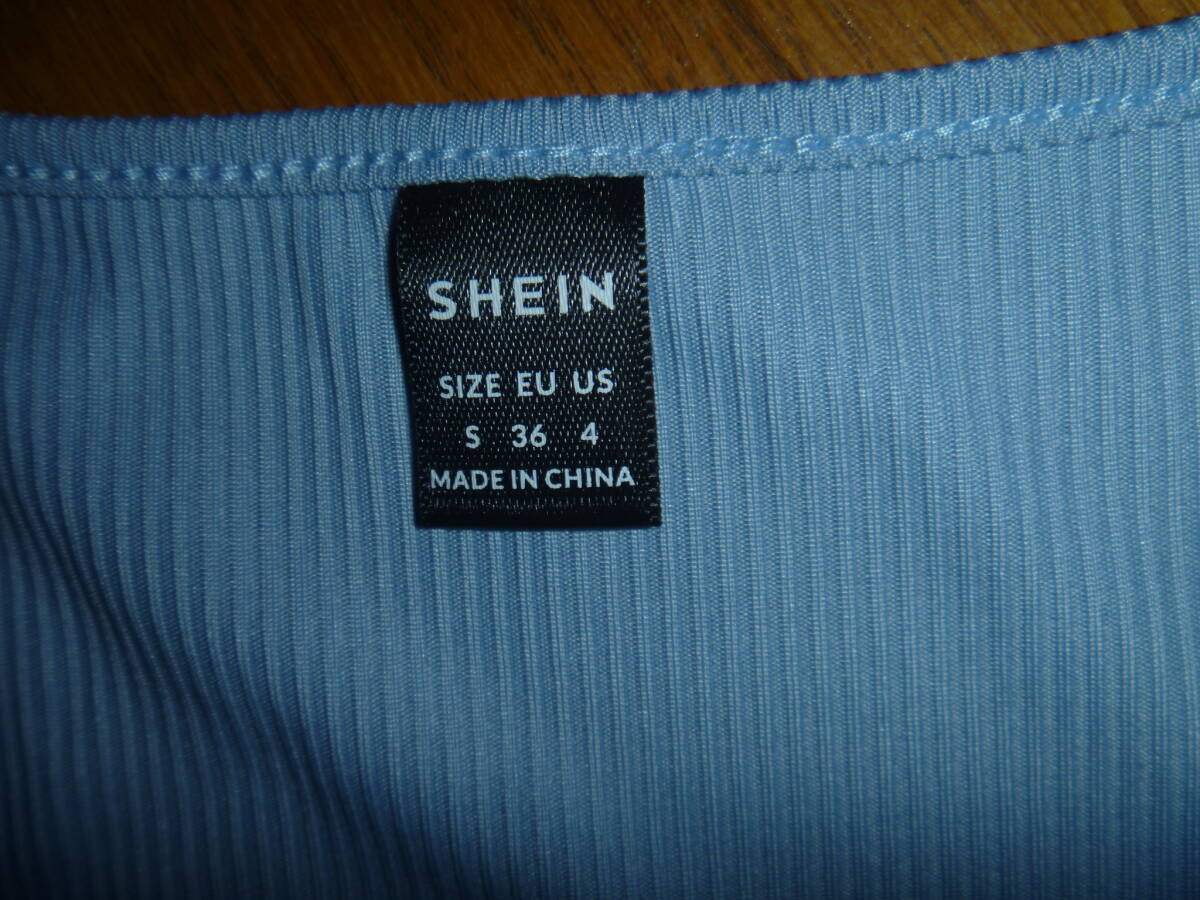 SHEIN
SIZE EU US
S 36 4
MADE IN CHINA